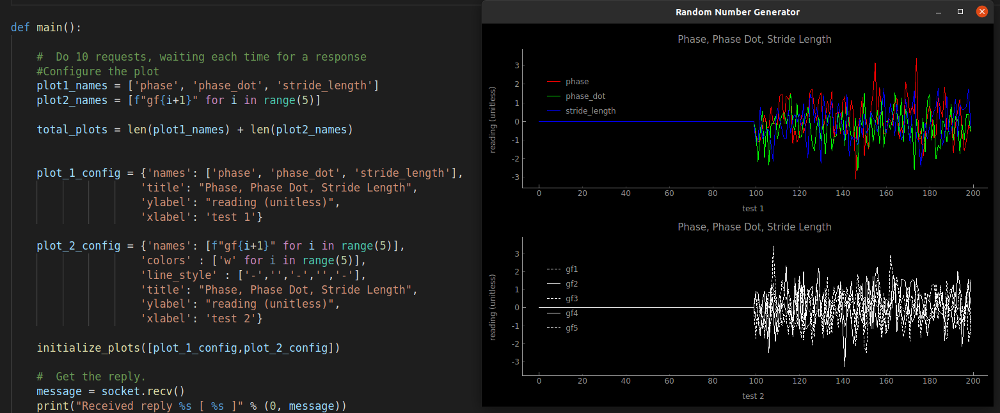 def main():
#  Do 10 requests, waiting each time for a response
#Configure the plot
plot1_names = ['phase', 'phase_dot', 'stride_length']
plot2_names = [f"gf{i+1}" for i in range(5)]
total_plots = len(plot1_names) + len(plot2_names)
plot_1_config = {'names': ['phase', 'phase_dot', 'stride_length'],
'title': "Phase, Phase Dot, Stride Length",
'ylabel': "reading (unitless)",
'xlabel': 'test 1'}
plot_2_config = {'names': [f"gf{i+1}" for i in range(5)],
'colors' : ['w' for i in range(5)],
'line_style' : ['-','','-','','-'],
'title': "Phase, Phase Dot, Stride Length",
'ylabel': "reading (unitless)",
'xlabel': 'test 2'}
initialize_plots([plot_1_config,plot_2_config])
#  Get the reply.
message = socket.recv()
print("Received reply %s [ %s ]" % (0, message))
Random Number Generator
Phase, Phase Dot, Stride Length
reading (unitless)
3
2
1
0
-1
-2
-3
phase
phase_dot
stride_length
0 20 40 60 80 100 120 140 160 180 200
test 1
Phase, Phase Dot, Stride Length
reading (unitless)
3
2
1
0
-1
-2
-3
gf1
gf2
gf3
gf4
gf5
0 20 40 60 80 100 120 140 160 180 200
test 2